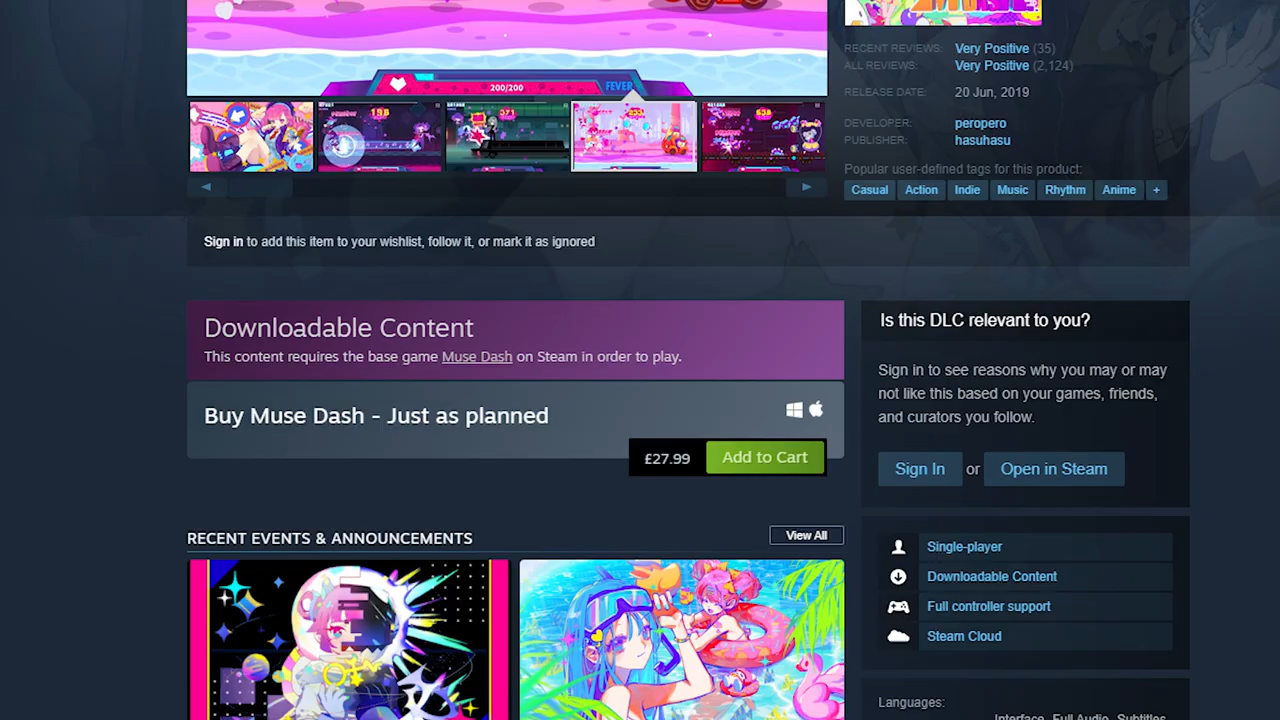 200/200
FEVER
RECENT REVIEWS: Very Positive (35)
ALL REVIEWS: Very Positive (2,124)
RELEASE DATE: 20 Jun, 2019
DEVELOPER: peropero
PUBLISHER: hasuhasu
Popular user-defined tags for this product:
Casual Action Indie Music Rhythm Anime +
Sign in to add this item to your wishlist, follow it, or mark it as ignored
Downloadable Content
This content requires the base game Muse Dash on Steam in order to play.
Buy Muse Dash - Just as planned
£27.99 Add to Cart
Is this DLC relevant to you?
Sign in to see reasons why you may or may
not like this based on your games, friends,
and curators you follow.
Sign In or Open in Steam
RECENT EVENTS & ANNOUNCEMENTS
View All
Single-player
Downloadable Content
Full controller support
Steam Cloud
Languages:
Interface Full Audio Subtitles